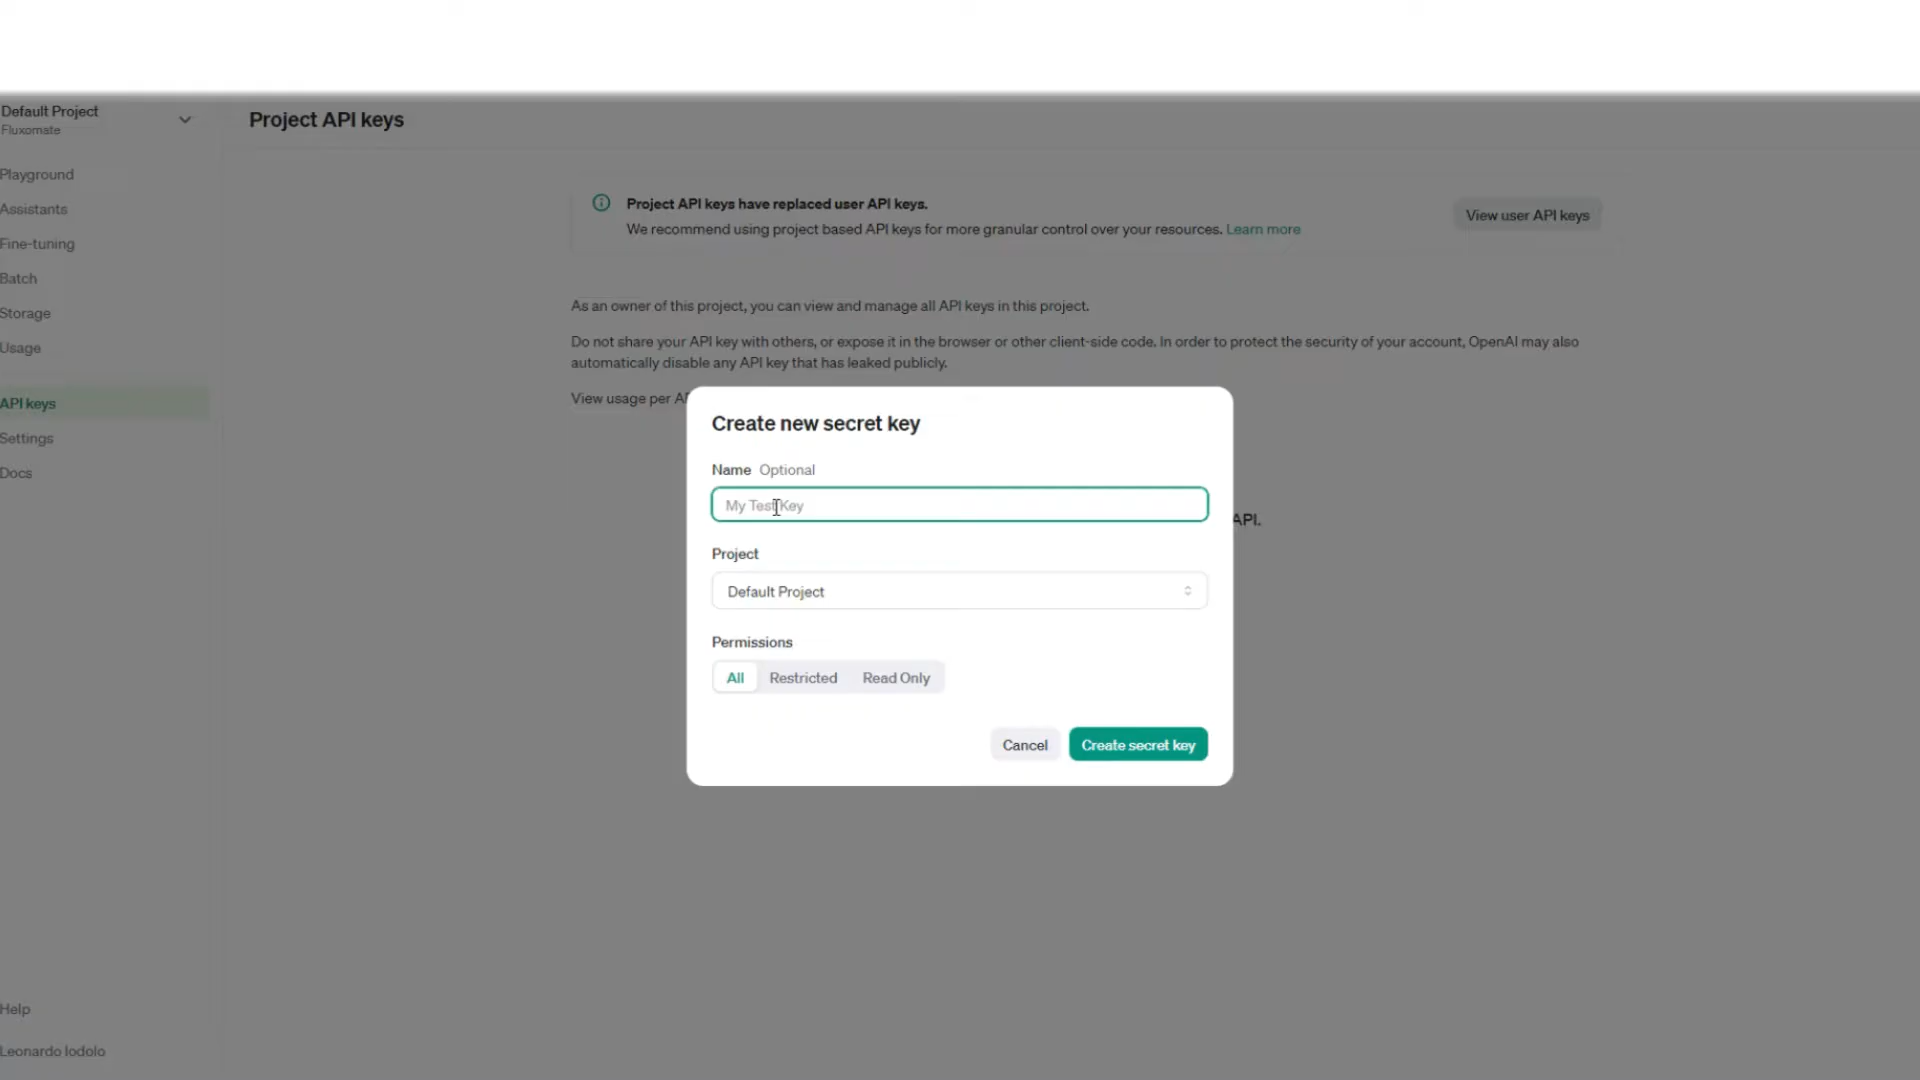 Default Project
Fluxomate
Playground
Assistants
Fine-tuning
Batch
Storage
Usage
API keys
Settings
Docs
Help
Leonardo Iodolo
Project API keys
Project API keys have replaced user API keys.
We recommend using project based API keys for more granular control over your resources. Learn more
View user API keys
As an owner of this project, you can view and manage all API keys in this project.
Do not share your API key with others, or expose it in the browser or other client-side code. In order to protect the security of your account, OpenAI may also
automatically disable any API key that has leaked publicly.
View usage per
API.
Create new secret key
Name Optional
My Test Key
Project
Default Project
Permissions
All Restricted Read Only
Cancel Create secret key